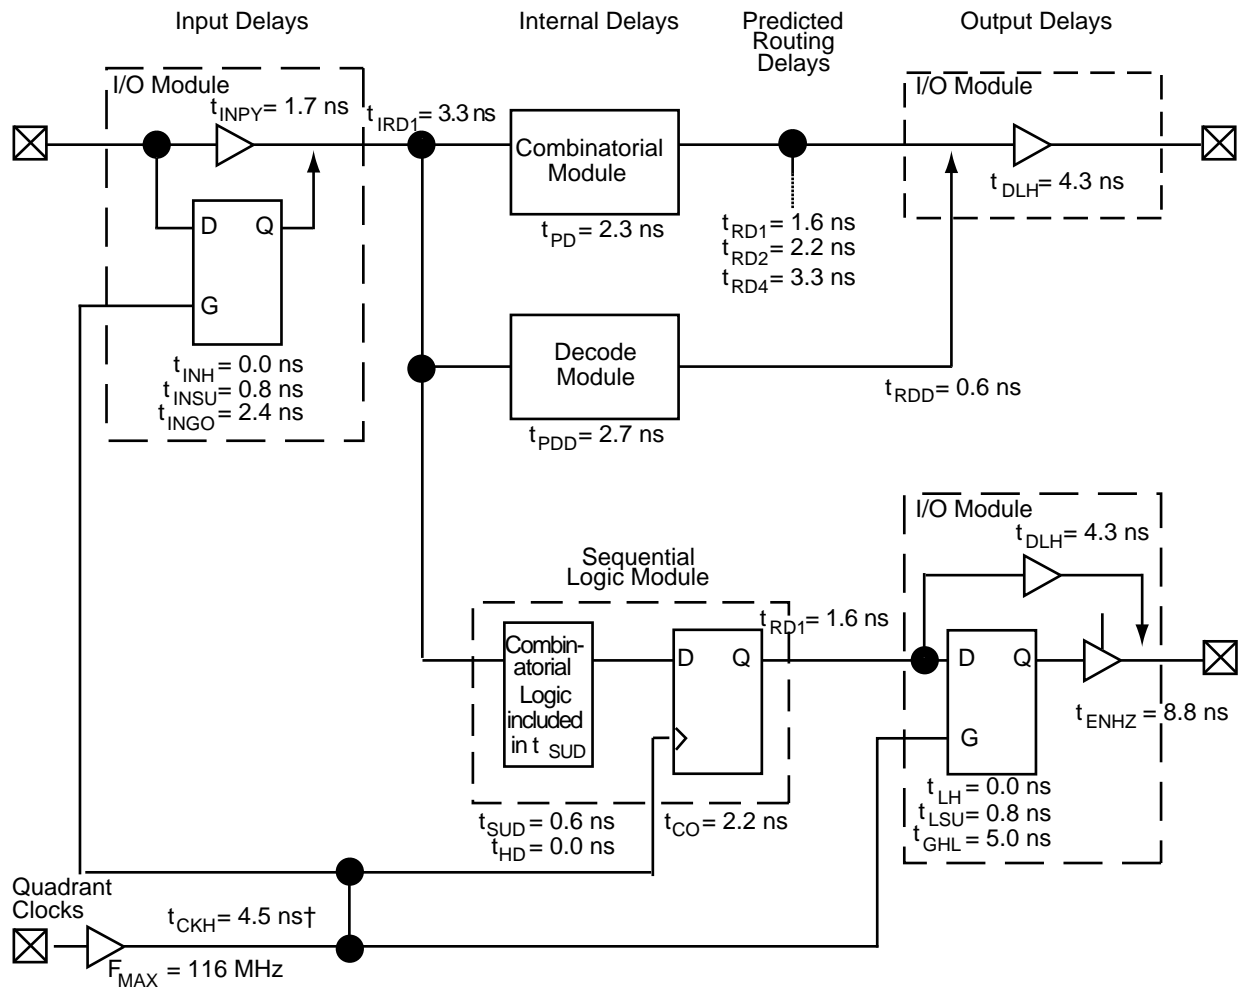 Input Delays
Internal Delays
Predicted
Routing
Delays
Output Delays
I/O Module
tINPY = 1.7 ns
tIRD1 = 3.3 ns
Combinatorial
Module
tPD = 2.3 ns
I/O Module
tDLH = 4.3 ns
D Q
G
tRD1 = 1.6 ns
tRD2 = 2.2 ns
tRD4 = 3.3 ns
tINH = 0.0 ns
tINSU = 0.8 ns
tINGO = 2.4 ns
Decode
Module
tPDD = 2.7 ns
tRDD = 0.6 ns
I/O Module
tDLH = 4.3 ns
Sequential
Logic Module
tRD1 = 1.6 ns
Combin-
atorial
Logic
included
in t SUD
D Q
D Q
G
tENHZ = 8.8 ns
tLH = 0.0 ns
tLSU = 0.8 ns
tGHL = 5.0 ns
tSUD = 0.6 ns
tHD = 0.0 ns
tCO = 2.2 ns
Quadrant
Clocks
tCKH = 4.5 ns†
FMAX = 116 MHz